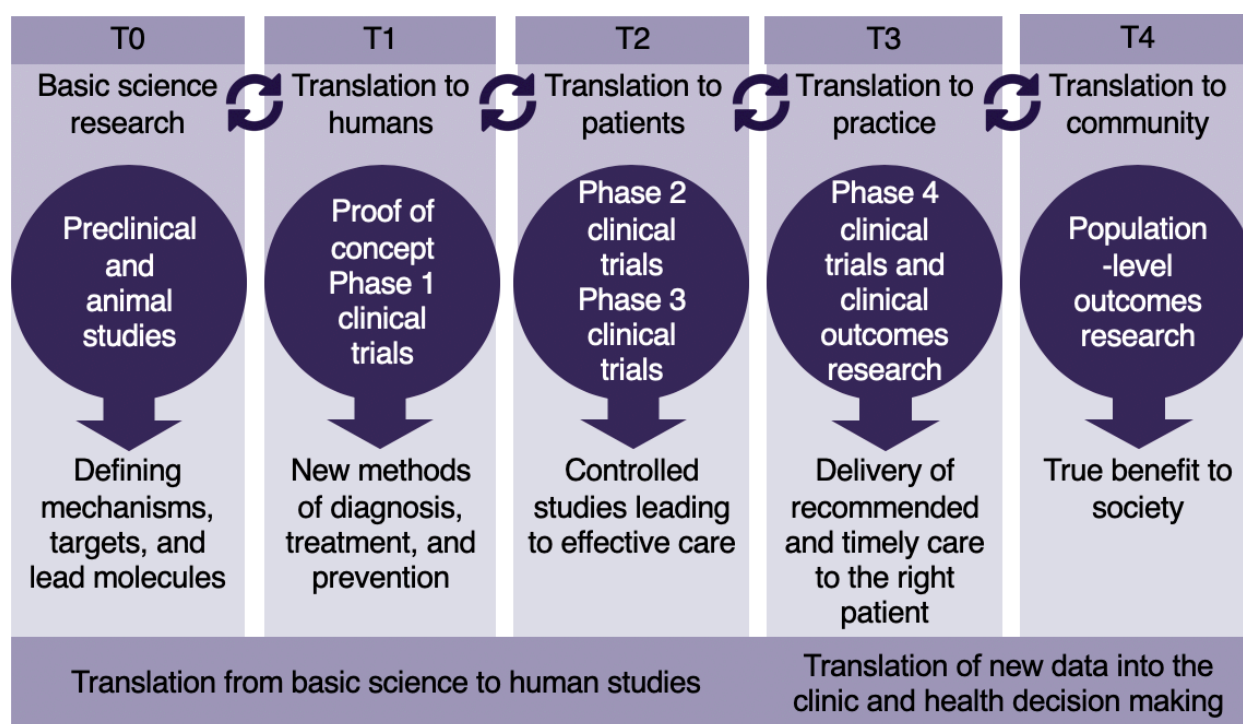 T0
Basic science
research
Preclinical
and
animal
studies
Defining
mechanisms,
targets, and
lead molecules
T1
Translation to
humans
Proof of
concept
Phase 1
clinical
trials
New methods
of diagnosis,
treatment, and
prevention
T2
Translation to
patients
Phase 2
clinical
trials
Phase 3
clinical
trials
Controlled
studies leading
to effective care
T3
Translation to
practice
Phase 4
clinical
trials and
clinical
outcomes
research
Delivery of
recommended
and timely care
to the right
patient
T4
Translation to
community
Population
-level
outcomes
research
True benefit to
society
Translation from basic science to human studies
Translation of new data into the
clinic and health decision making